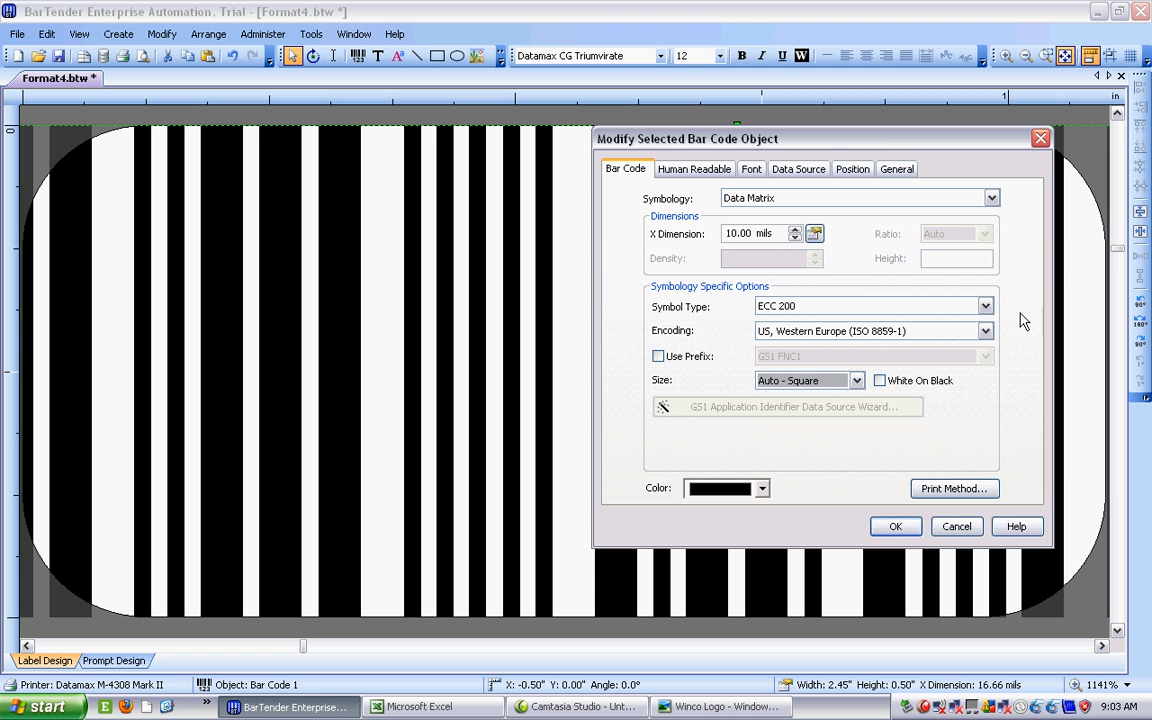 BarTender Enterprise Automation, Trial - [Format4.btw *]
File Edit View Create Modify Arrange Administer Tools Window Help
Datamax CG Triumvirate 12 B I U W
Format4.btw *
1 in
0
Modify Selected Bar Code Object
Bar Code Human Readable Font Data Source Position General
Symbology: Data Matrix
Dimensions
X Dimension: 10.00 mils Ratio: Auto
Density: Height:
Symbology Specific Options
Symbol Type: ECC 200
Encoding: US, Western Europe (ISO 8859-1)
Use Prefix: GS1 FNC1
Size: Auto - Square White On Black
GS1 Application Identifier Data Source Wizard...
Color: Print Method...
OK Cancel Help
Label Design Prompt Design
Printer: Datamax M-4308 Mark II Object: Bar Code 1 X: -0.50" Y: 0.00" Angle: 0.0° Width: 2.45" Height: 0.50" X Dimension: 16.66 mils 1141%
start BarTender Enterprise... Microsoft Excel Camtasia Studio - Unt... Winco Logo - Window... 9:03 AM